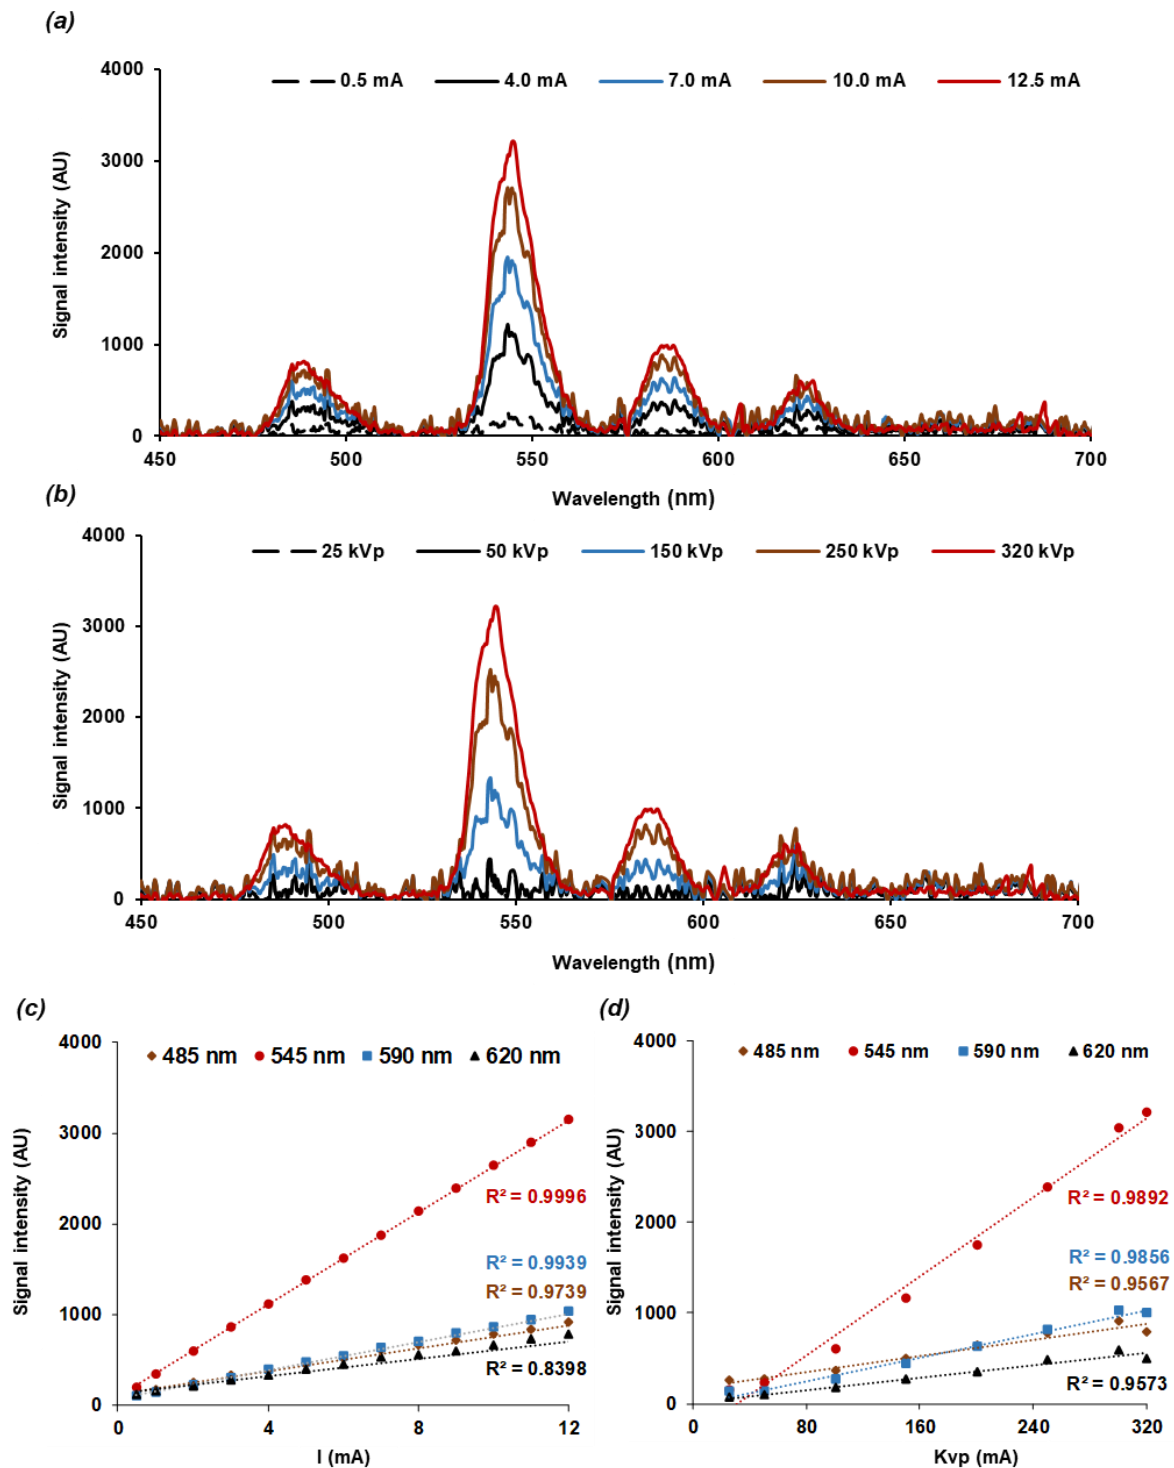 (a)
4000
3000
2000
1000
0
Signal intensity (AU)
0.5 mA 4.0 mA 7.0 mA 10.0 mA 12.5 mA
450 500 550 600 650 700
Wavelength (nm)
(b)
4000
3000
2000
1000
0
Signal intensity (AU)
25 kVp 50 kVp 150 kVp 250 kVp 320 kVp
450 500 550 600 650 700
Wavelength (nm)
(c)
4000
3000
2000
1000
0
Signal intensity (AU)
485 nm 545 nm 590 nm 620 nm
R² = 0.9996
R² = 0.9939
R² = 0.9739
R² = 0.8398
0 4 8 12
I (mA)
(d)
4000
3000
2000
1000
0
Signal intensity (AU)
485 nm 545 nm 590 nm 620 nm
R² = 0.9892
R² = 0.9856
R² = 0.9567
R² = 0.9573
0 80 160 240 320
Kvp (mA)